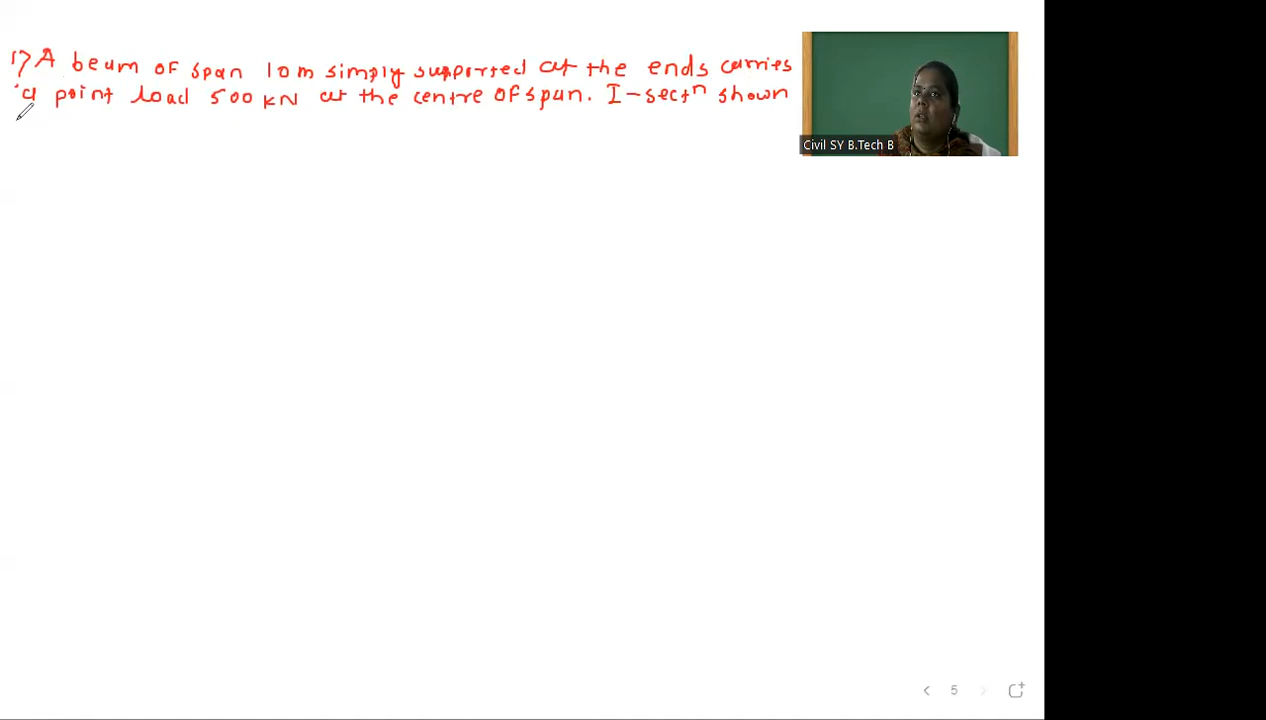 1) A beam of span 10m simply supported at the ends carries
a point load 500 kN at the centre of span. I-sectⁿ shown
Civil SY B.Tech B
5